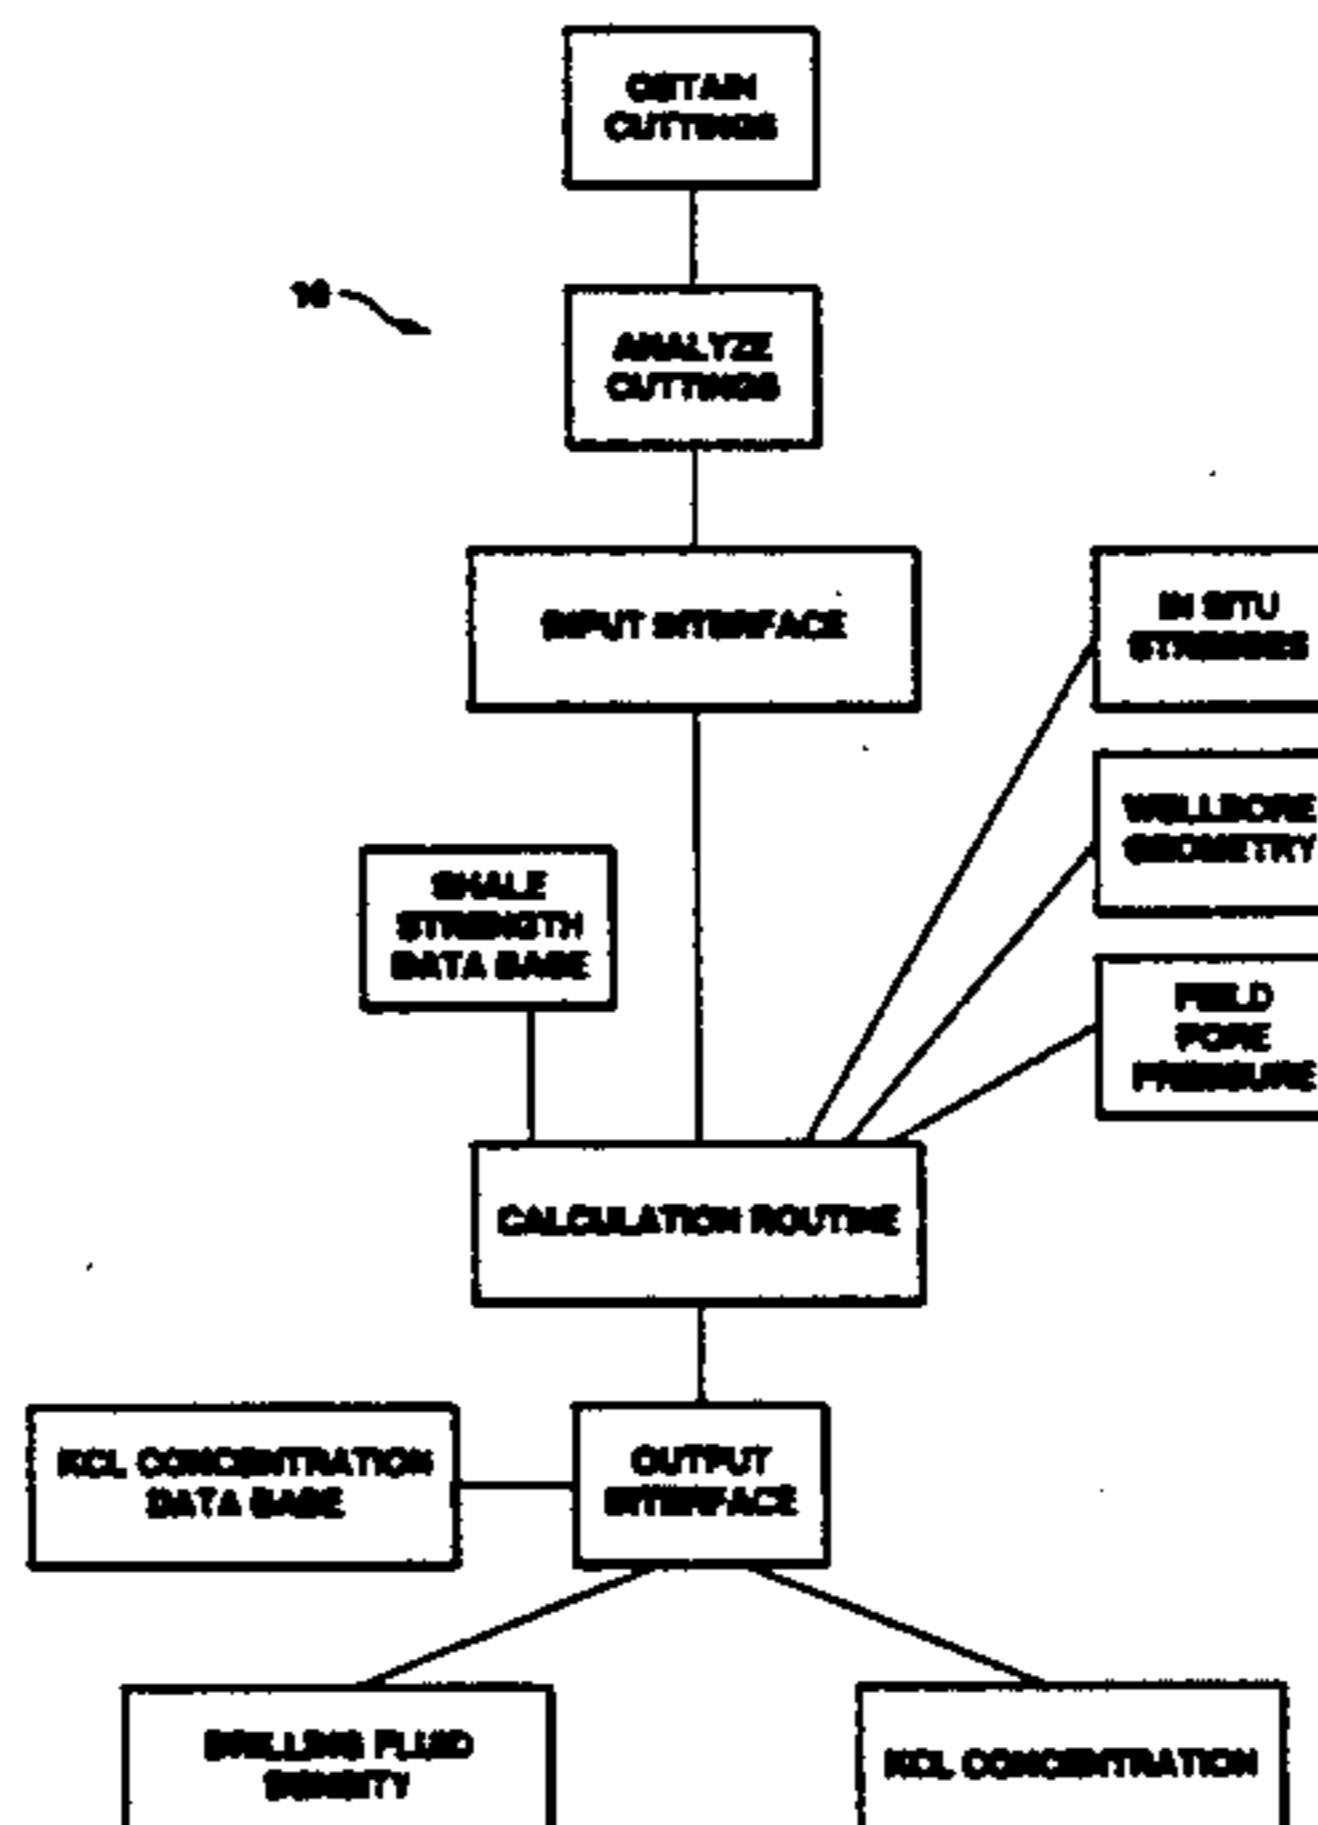 OBTAIN
CUTTINGS
16
ANALYZE
CUTTINGS
INPUT INTERFACE
IN SITU
STRESSES
WELLBORE
GEOMETRY
SHALE
STRENGTH
DATA BASE
FIELD
PORE
PRESSURE
CALCULATION ROUTINE
KCL CONCENTRATION
DATA BASE
OUTPUT
INTERFACE
DRILLING FLUID
DENSITY
KCL CONCENTRATION